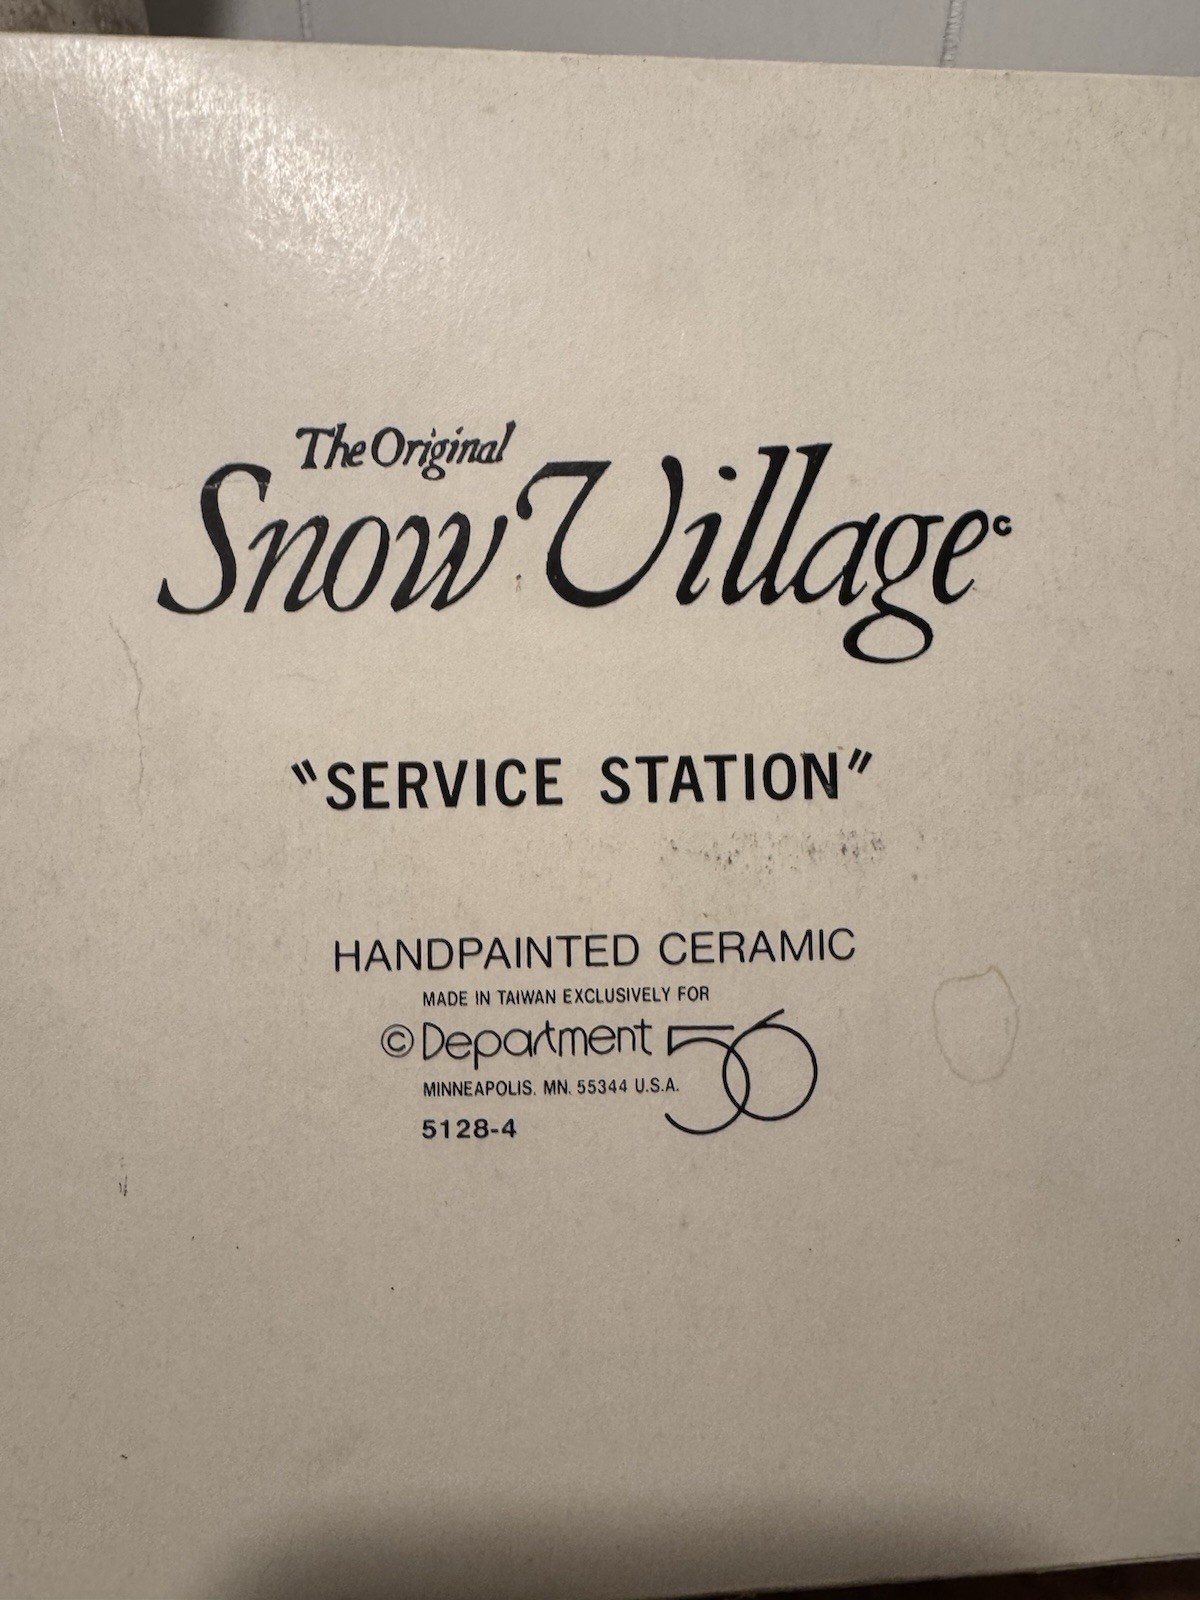 The Original
Snow Village©
"SERVICE STATION"
HANDPAINTED CERAMIC
MADE IN TAIWAN EXCLUSIVELY FOR
© Department 56
MINNEAPOLIS. MN. 55344 U.S.A.
5128-4